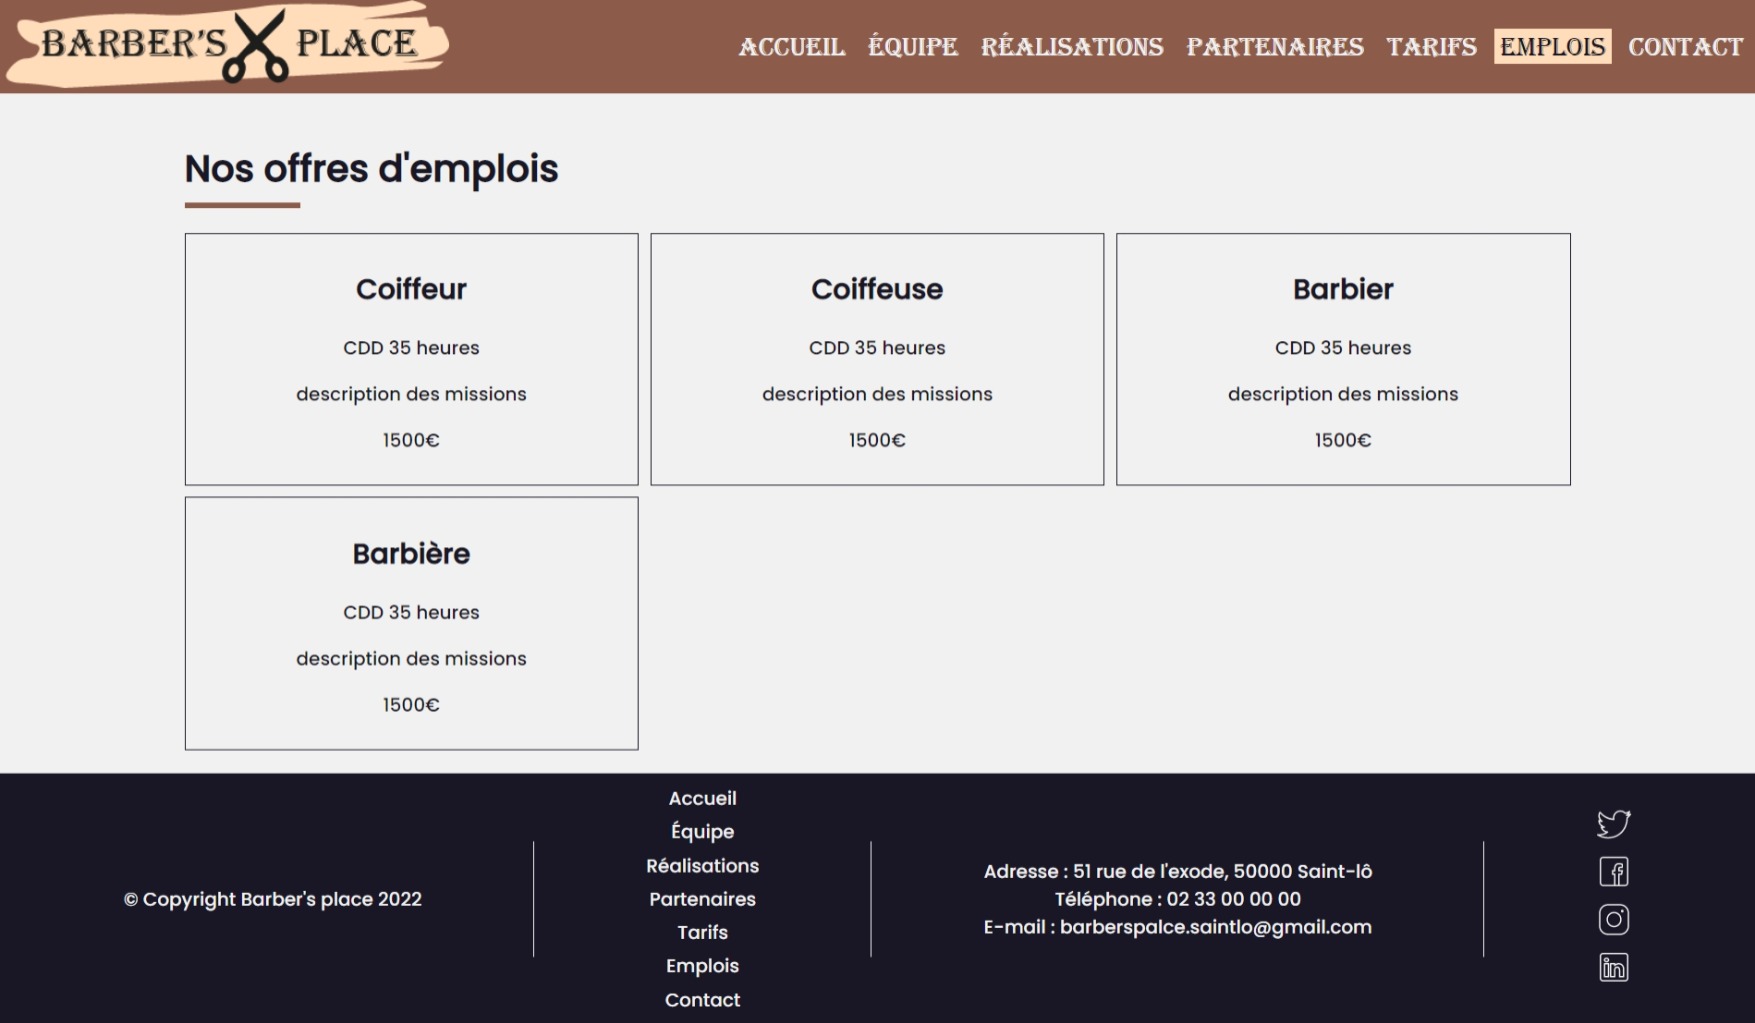 BARBER'S PLACE
ACCUEIL ÉQUIPE RÉALISATIONS PARTENAIRES TARIFS EMPLOIS CONTACT
Nos offres d'emplois
Coiffeur
CDD 35 heures
description des missions
1500€
Coiffeuse
CDD 35 heures
description des missions
1500€
Barbier
CDD 35 heures
description des missions
1500€
Barbière
CDD 35 heures
description des missions
1500€
© Copyright Barber's place 2022
Accueil
Équipe
Réalisations
Partenaires
Tarifs
Emplois
Contact
Adresse : 51 rue de l'exode, 50000 Saint-lô
Téléphone : 02 33 00 00 00
E-mail : barberspalce.saintlo@gmail.com